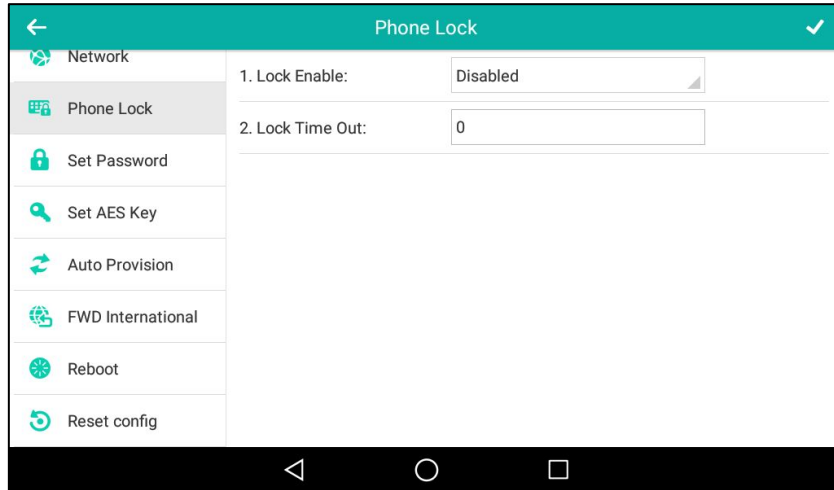 Phone Lock
Network
Phone Lock
Set Password
Set AES Key
Auto Provision
FWD International
Reboot
Reset config
1. Lock Enable: Disabled
2. Lock Time Out: 0